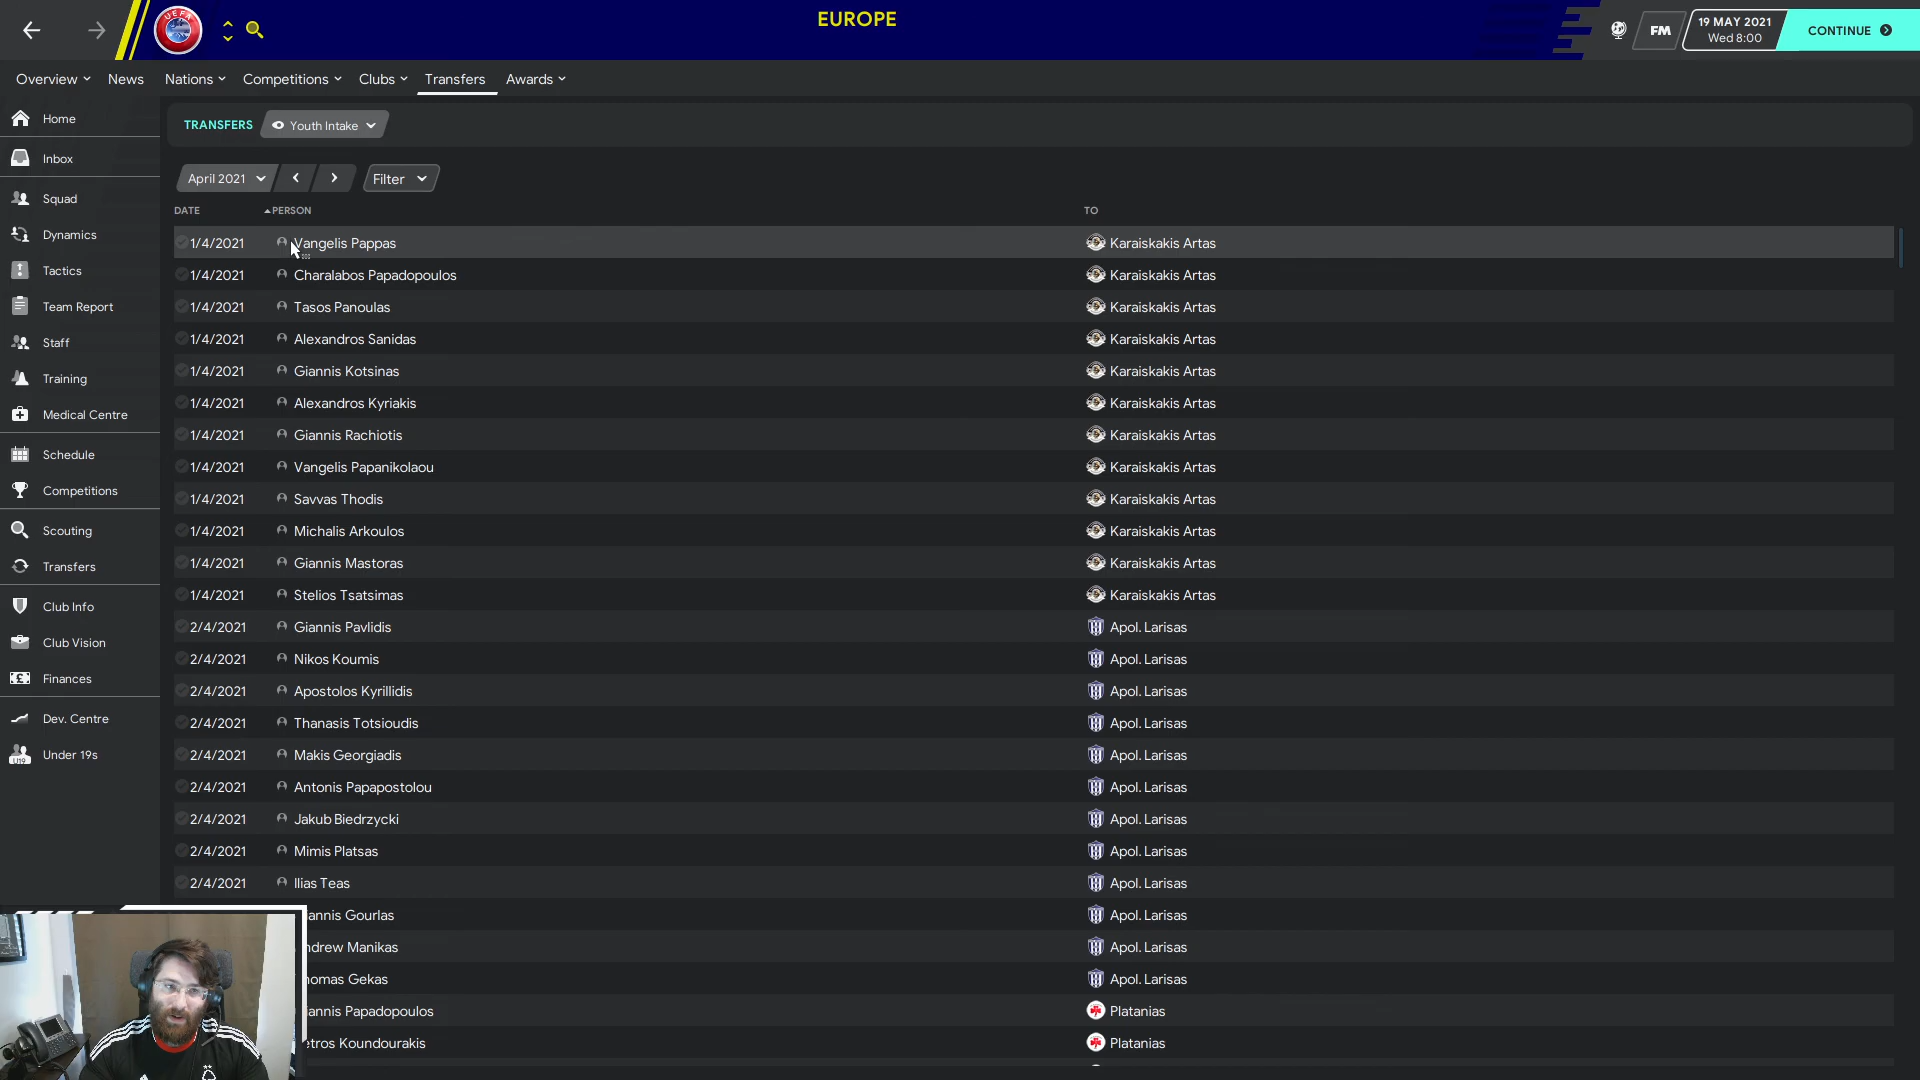 EUROPE
FM
19 MAY 2021
Wed 8:00
CONTINUE
Overview
News
Nations
Competitions
Clubs
Transfers
Awards
Home
Inbox
Squad
Dynamics
Tactics
Team Report
Staff
Training
Medical Centre
Schedule
Competitions
Scouting
Transfers
Club Info
Club Vision
Finances
Dev. Centre
Under 19s
TRANSFERS
Youth Intake
April 2021
Filter
DATE PERSON TO
1/4/2021 Vangelis Pappas Karaiskakis Artas
1/4/2021 Charalabos Papadopoulos Karaiskakis Artas
1/4/2021 Tasos Panoulas Karaiskakis Artas
1/4/2021 Alexandros Sanidas Karaiskakis Artas
1/4/2021 Giannis Kotsinas Karaiskakis Artas
1/4/2021 Alexandros Kyriakis Karaiskakis Artas
1/4/2021 Giannis Rachiotis Karaiskakis Artas
1/4/2021 Vangelis Papanikolaou Karaiskakis Artas
1/4/2021 Savvas Thodis Karaiskakis Artas
1/4/2021 Michalis Arkoulos Karaiskakis Artas
1/4/2021 Giannis Mastoras Karaiskakis Artas
1/4/2021 Stelios Tsatsimas Karaiskakis Artas
2/4/2021 Giannis Pavlidis Apol. Larisas
2/4/2021 Nikos Koumis Apol. Larisas
2/4/2021 Apostolos Kyrillidis Apol. Larisas
2/4/2021 Thanasis Totsioudis Apol. Larisas
2/4/2021 Makis Georgiadis Apol. Larisas
2/4/2021 Antonis Papapostolou Apol. Larisas
2/4/2021 Jakub Biedrzycki Apol. Larisas
2/4/2021 Mimis Platsas Apol. Larisas
2/4/2021 Ilias Teas Apol. Larisas
annis Gourlas Apol. Larisas
ndrew Manikas Apol. Larisas
homas Gekas Apol. Larisas
iannis Papadopoulos Platanias
etros Koundourakis Platanias